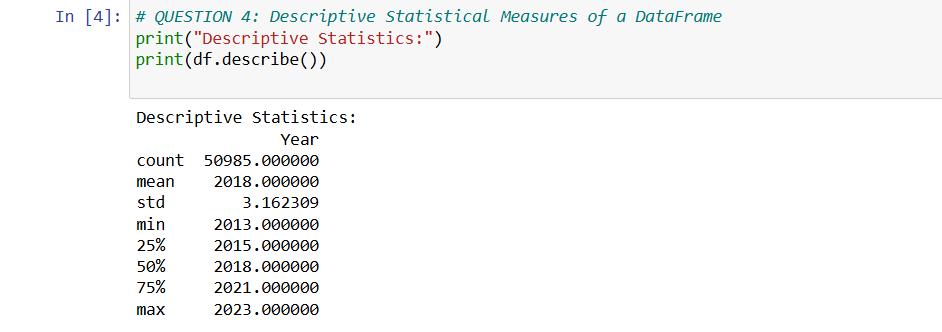 In [4]: # QUESTION 4: Descriptive Statistical Measures of a DataFrame
print("Descriptive Statistics:")
print(df.describe())
Descriptive Statistics:
Year
count 50985.000000
mean 2018.000000
std 3.162309
min 2013.000000
25% 2015.000000
50% 2018.000000
75% 2021.000000
max 2023.000000